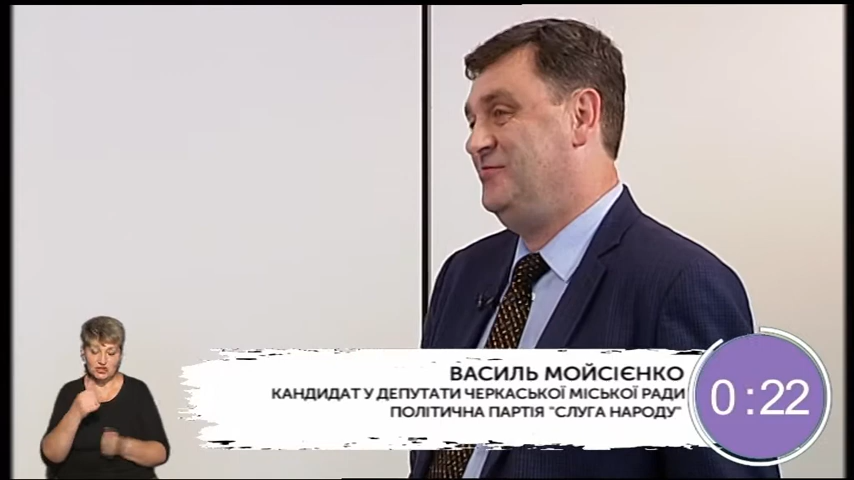 ВАСИЛЬ МОЙСІЄНКО
КАНДИДАТ У ДЕПУТАТИ ЧЕРКАСЬКОЇ МІСЬКОЇ РАДИ
ПОЛІТИЧНА ПАРТІЯ "СЛУГА НАРОДУ"
0:22